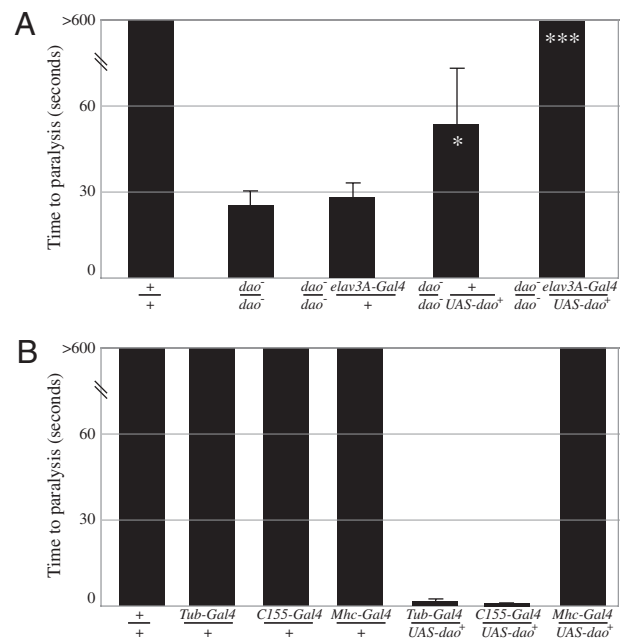 A
Time to paralysis (seconds)
>600
60
30
0
* ***
+ dao⁻ dao⁻ elav3A-Gal4 dao⁻ + dao⁻ elav3A-Gal4
+ dao⁻ dao⁻ + dao⁻ UAS-dao⁺ dao⁻ UAS-dao⁺
B
Time to paralysis (seconds)
>600
60
30
0
+ Tub-Gal4 C155-Gal4 Mhc-Gal4 Tub-Gal4 C155-Gal4 Mhc-Gal4
+ + + + UAS-dao⁺ UAS-dao⁺ UAS-dao⁺